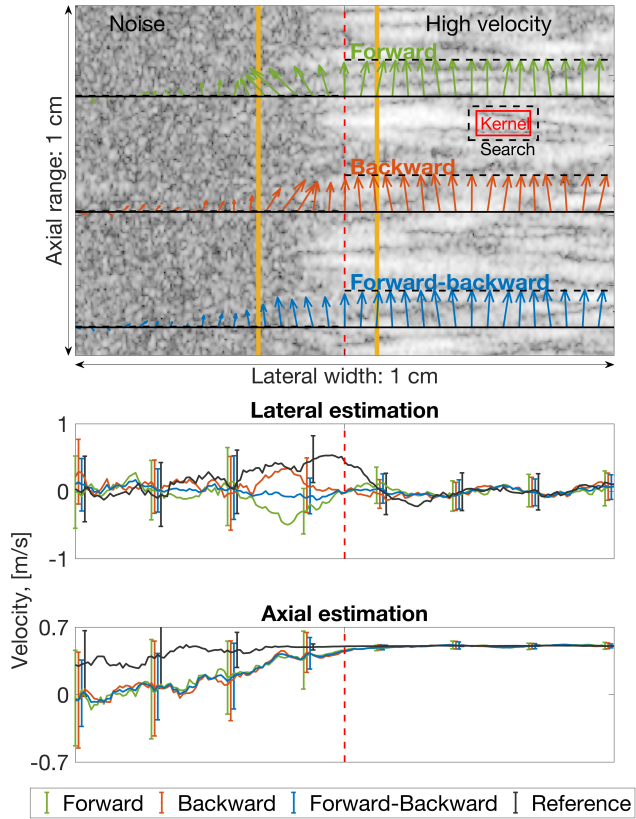 Noise High velocity
Forward
Kernel
Search
Backward
Forward-backward
Axial range: 1 cm
Lateral width: 1 cm
Lateral estimation
1
0
-1
Velocity, [m/s]
Axial estimation
0.7
0
-0.7
Forward Backward Forward-Backward Reference